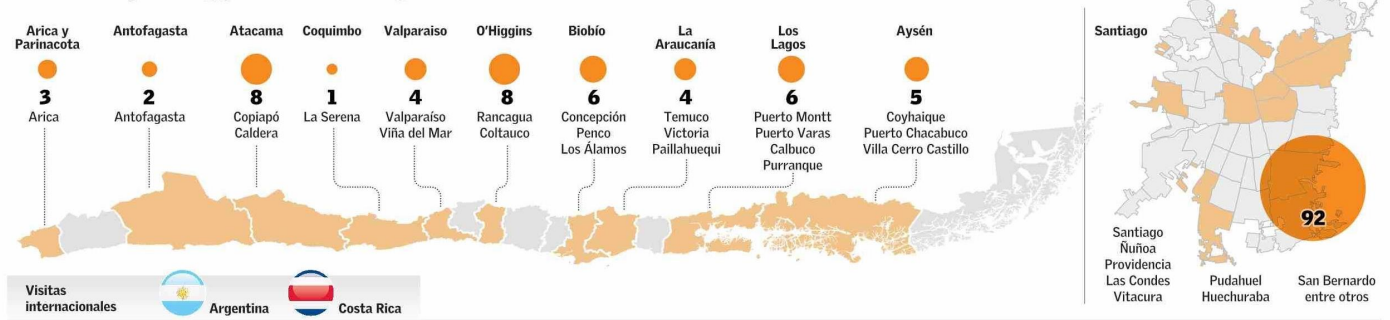 Arica y
Parinacota
3
Arica
Antofagasta
2
Antofagasta
Atacama
8
Copiapó
Caldera
Coquimbo
1
La Serena
Valparaiso
4
Valparaíso
Viña del Mar
O'Higgins
8
Rancagua
Coltauco
Biobío
6
Concepción
Penco
Los Álamos
La
Araucanía
4
Temuco
Victoria
Paillahuequi
Los
Lagos
6
Puerto Montt
Puerto Varas
Calbuco
Purranque
Aysén
5
Coyhaique
Puerto Chacabuco
Villa Cerro Castillo
Santiago
92
Santiago
Ñuñoa
Providencia
Las Condes
Vitacura
Pudahuel
Huechuraba
San Bernardo
entre otros
Visitas
internacionales
Argentina
Costa Rica